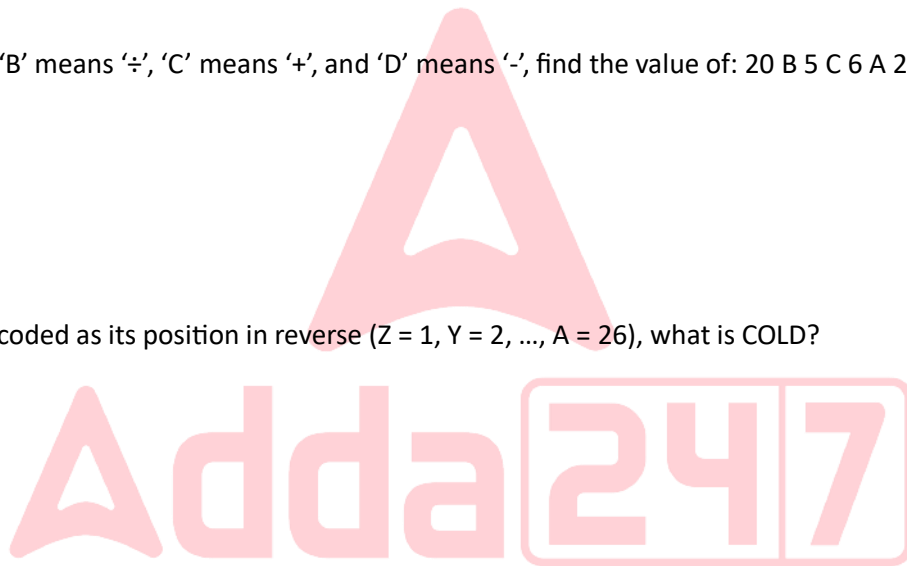 ‘B’ means ‘÷’, ‘C’ means ‘+’, and ‘D’ means ‘-’, find the value of: 20 B 5 C 6 A 2
coded as its position in reverse (Z = 1, Y = 2, …, A = 26), what is COLD?
Adda247